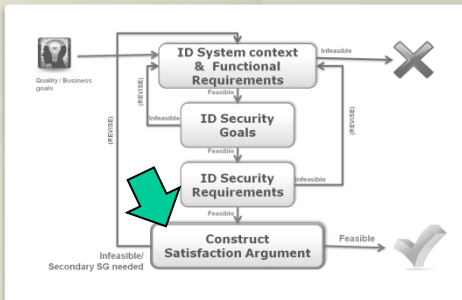 ID System context
& Functional
Requirements
Infeasible
Quality / Business
goals
Feasible
(REVISE)
(REVISE)
(REVISE)
Infeasible
ID Security
Goals
Feasible
ID Security
Requirements
Infeasible
Feasible
Construct
Satisfaction Argument
Feasible
Infeasible/
Secondary SG needed